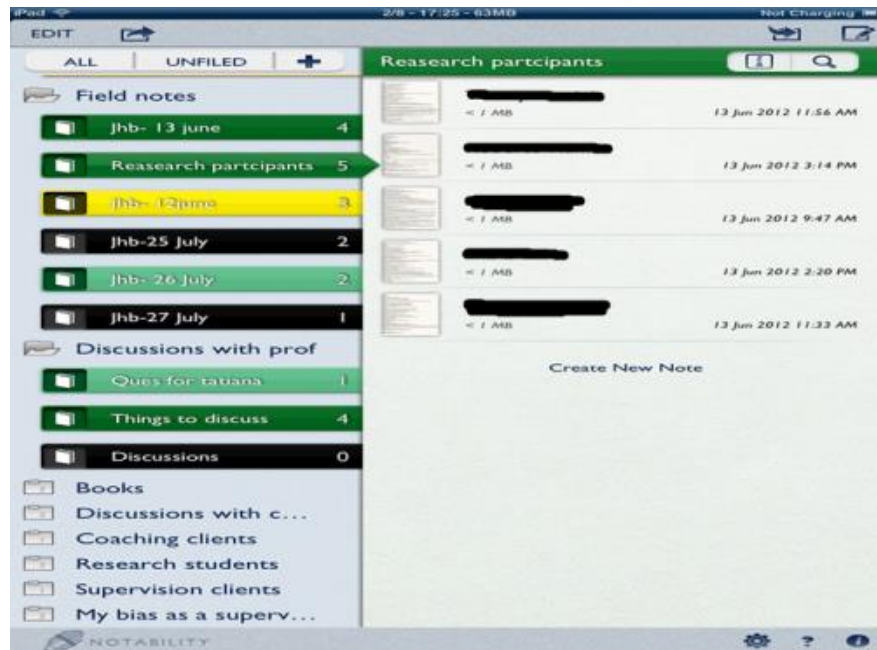 iPad 2/8 - 17:25 - 63MB Not Charging
EDIT
ALL UNFILED +
Field notes
Jhb- 13 june 4
Reasearch partcipants 5
Jhb- 12june 3
Jhb-25 July 2
Jhb- 26 July 2
Jhb-27 July 1
Discussions with prof
Ques for tatiana 1
Things to discuss 4
Discussions 0
Books
Discussions with c...
Coaching clients
Research students
Supervision clients
My bias as a superv...
NOTABILITY
Reasearch partcipants
< 1 MB 13 Jun 2012 11:56 AM
< 1 MB 13 Jun 2012 3:14 PM
< 1 MB 13 Jun 2012 9:47 AM
< 1 MB 13 Jun 2012 2:20 PM
< 1 MB 13 Jun 2012 11:33 AM
Create New Note
?